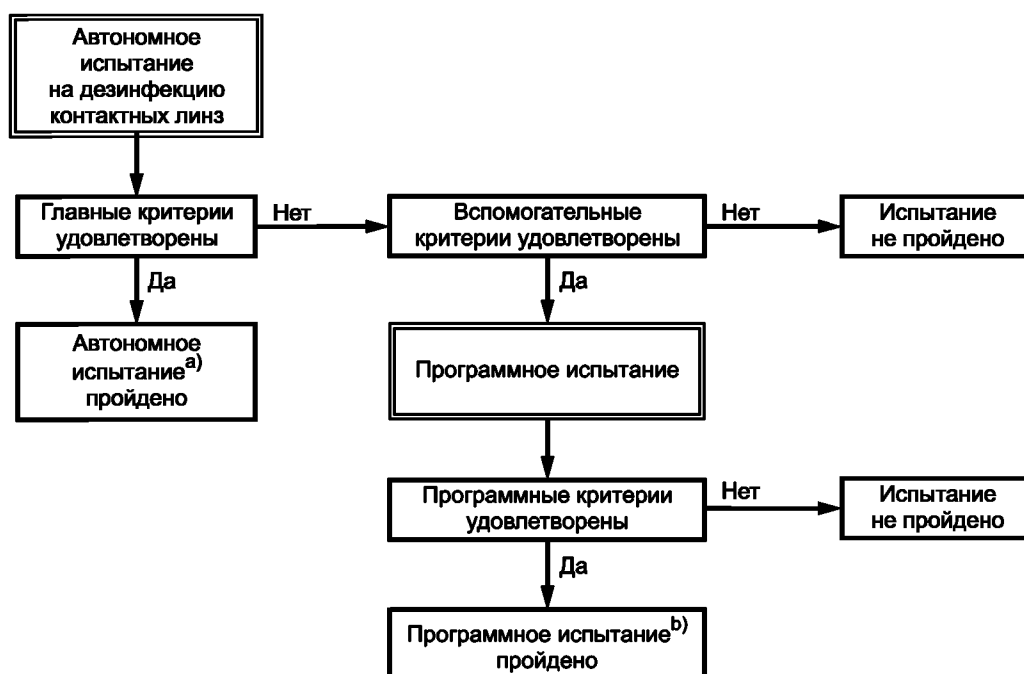 Автономное
испытание
на дезинфекцию
контактных линз
Главные критерии
удовлетворены
Нет
Вспомогательные
критерии удовлетворены
Нет
Испытание
не пройдено
Да
Да
Автономное
испытание a)
пройдено
Программное испытание
Программные критерии
удовлетворены
Нет
Испытание
не пройдено
Да
Программное испытание b)
пройдено